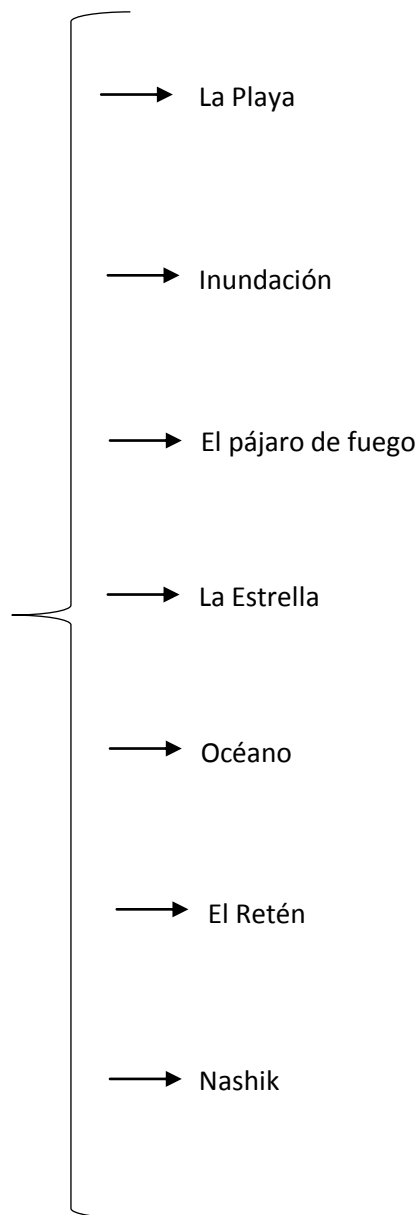 La Playa
Inundación
El pájaro de fuego
La Estrella
Océano
El Retén
Nashik